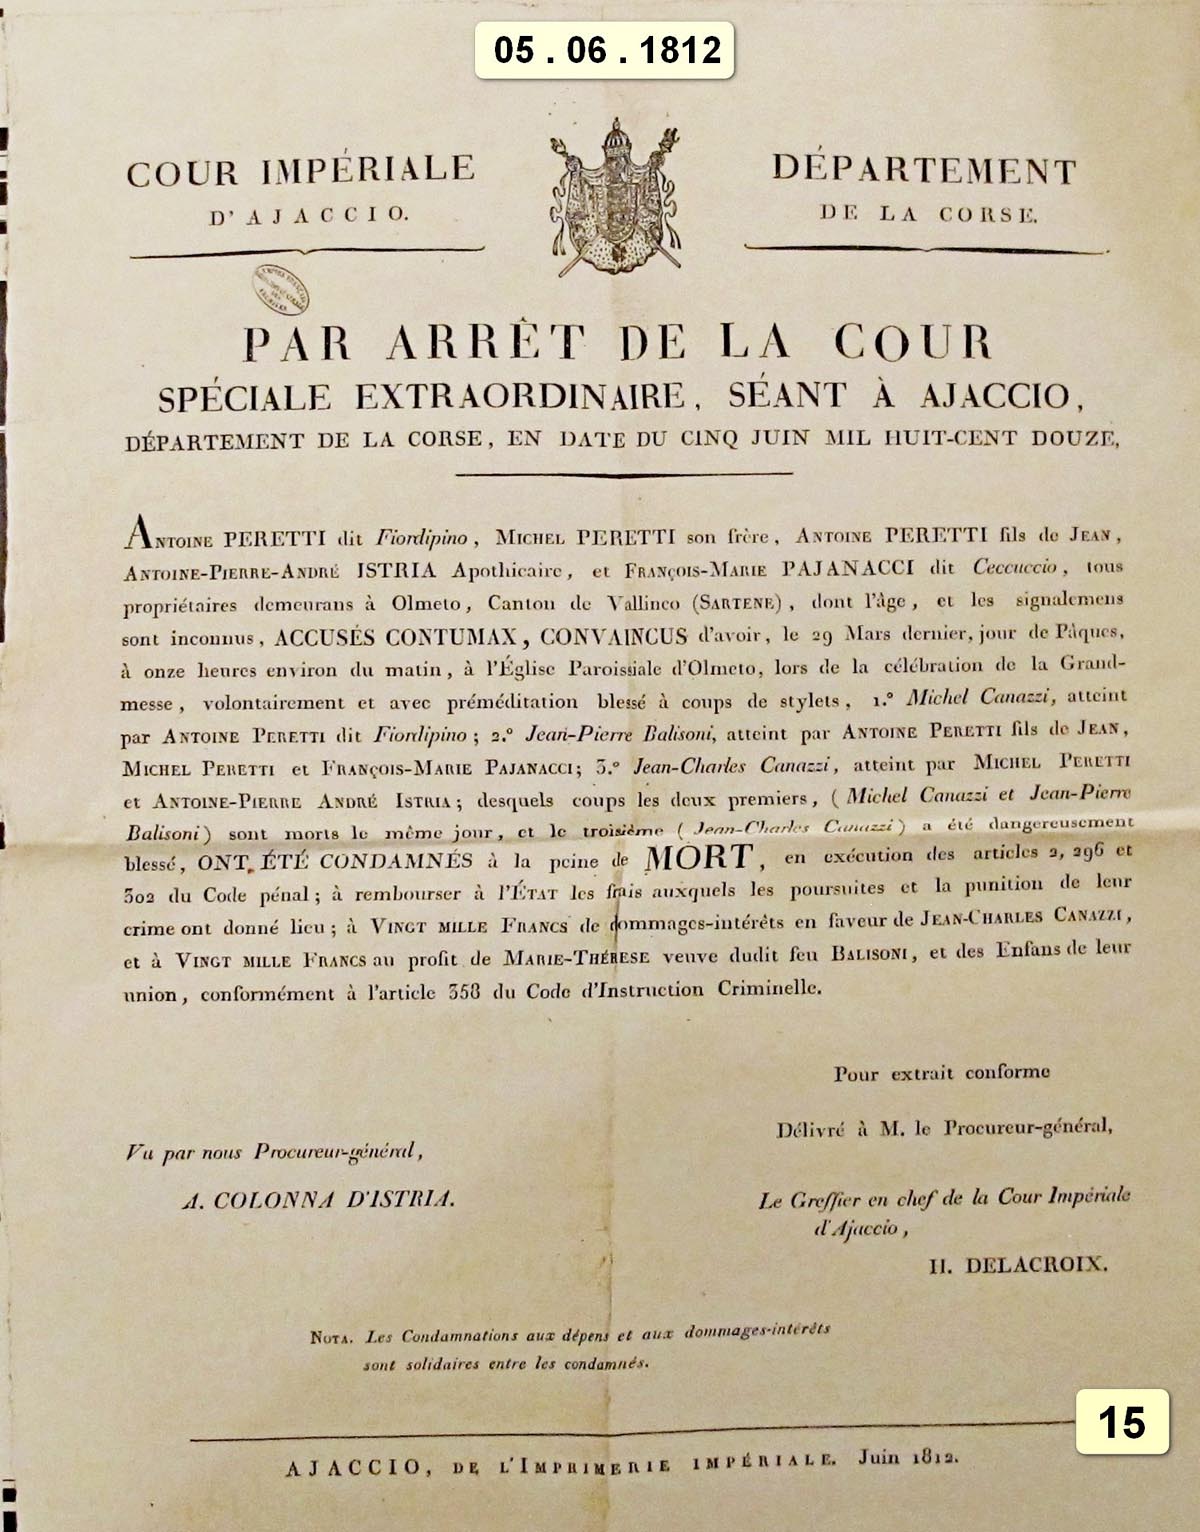 05 . 06 . 1812
COUR IMPÉRIALE
D'AJACCIO.
DÉPARTEMENT
DE LA CORSE.
PAR ARRÊT DE LA COUR
SPÉCIALE EXTRAORDINAIRE, SÉANT À AJACCIO,
DÉPARTEMENT DE LA CORSE, EN DATE DU CINQ JUIN MIL HUIT-CENT DOUZE,
ANTOINE PERETTI dit Fiordipino, MICHEL PERETTI son frère, ANTOINE PERETTI fils de JEAN,
ANTOINE-PIERRE-ANDRÉ ISTRIA Apothicaire, et FRANÇOIS-MARIE PAJANACCI dit Ceccuccio, tous
propriétaires demeurans à Olmeto, Canton de Vallinco (SARTENE), dont l'âge, et les signalemens
sont inconnus, ACCUSÉS CONTUMAX, CONVAINCUS d'avoir, le 29 Mars dernier, jour de Pâques,
à onze heures environ du matin, à l'Église Paroissiale d'Olmeto, lors de la célébration de la Grand-
messe, volontairement et avec préméditation blessé à coups de stylets, 1.° Michel Canazzi, atteint
par ANTOINE PERETTI dit Fiordipino; 2.° Jean-Pierre Balisoni, atteint par ANTOINE PERETTI fils de JEAN,
MICHEL PERETTI et FRANÇOIS-MARIE PAJANACCI; 3.° Jean-Charles Canazzi, atteint par MICHEL PERETTI
et ANTOINE-PIERRE ANDRÉ ISTRIA; desquels coups les deux premiers, (Michel Canazzi et Jean-Pierre
Balisoni) sont morts le même jour, et le troisième (Jean-Charles Canazzi) a été dangereusement
blessé, ONT ÉTÉ CONDAMNÉS à la peine de MORT, en exécution des articles 2, 296 et
302 du Code pénal; à rembourser à l'ÉTAT les frais auxquels les poursuites et la punition de leur
crime ont donné lieu; à VINGT MILLE FRANCS de dommages-intérêts en faveur de JEAN-CHARLES CANAZZI,
et à VINGT MILLE FRANCS au profit de MARIE-THÉRESE veuve dudit feu BALISONI, et des Enfans de leur
union, conformément à l'article 358 du Code d'Instruction Criminelle.
Pour extrait conforme
Délivré à M. le Procureur-général,
Vu par nous Procureur-général,
A. COLONNA D'ISTRIA.
Le Greffier en chef de la Cour Impériale
d'Ajaccio,
H. DELACROIX.
NOTA. Les Condamnations aux dépens et aux dommages-intérêts
sont solidaires entre les condamnés.
15
AJACCIO, DE L'IMPRIMERIE IMPÉRIALE. Juin 1812.